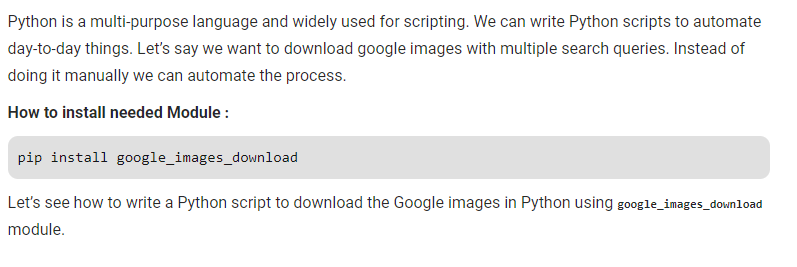 Python is a multi-purpose language and widely used for scripting. We can write Python scripts to automate
day-to-day things. Let’s say we want to download google images with multiple search queries. Instead of
doing it manually we can automate the process.
How to install needed Module :
pip install google_images_download
Let’s see how to write a Python script to download the Google images in Python using google_images_download
module.